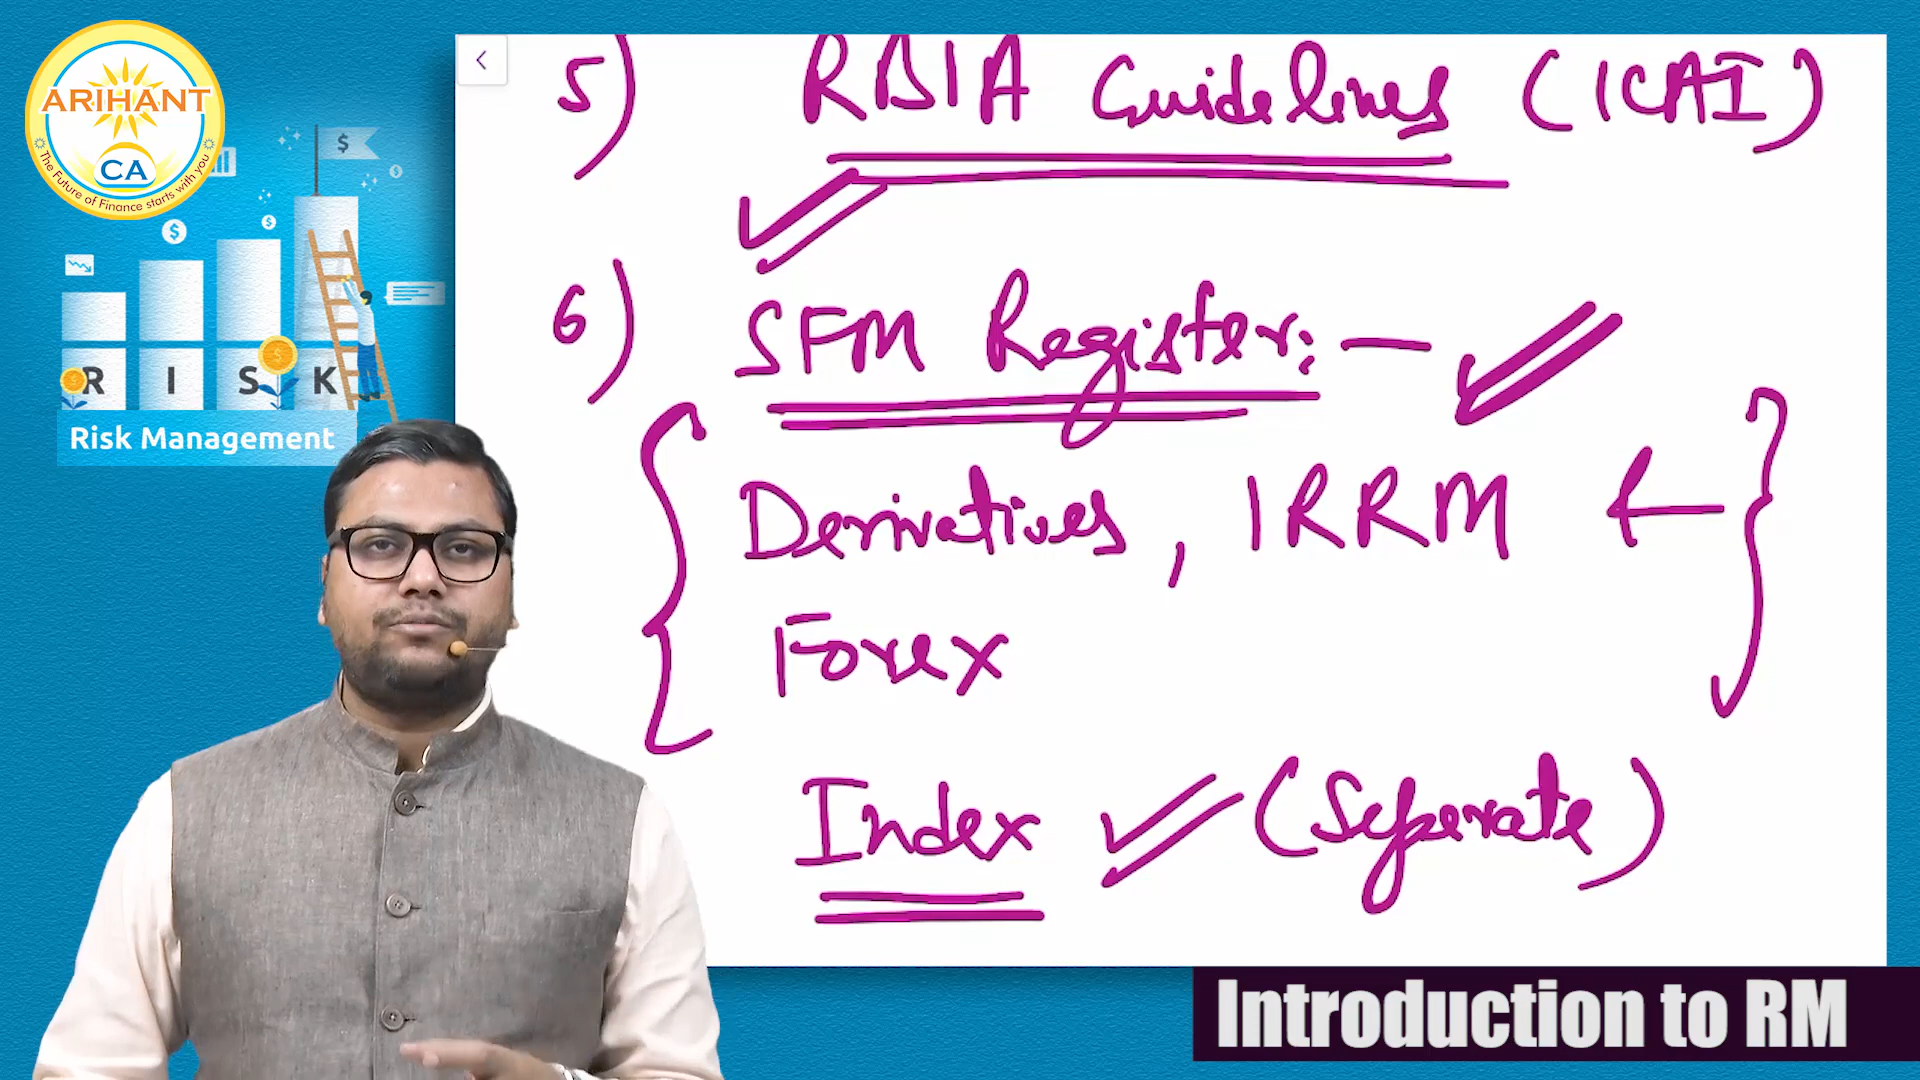 ARIHANT
CA
The Future of Finance starts with you
$
$
$
$
$
R I S K
Risk Management
5) RBIA Guidelines (ICAI)
6) SFM Register: —
Derivatives, IRRM
Forex
Index (Seperate)
Introduction to RM